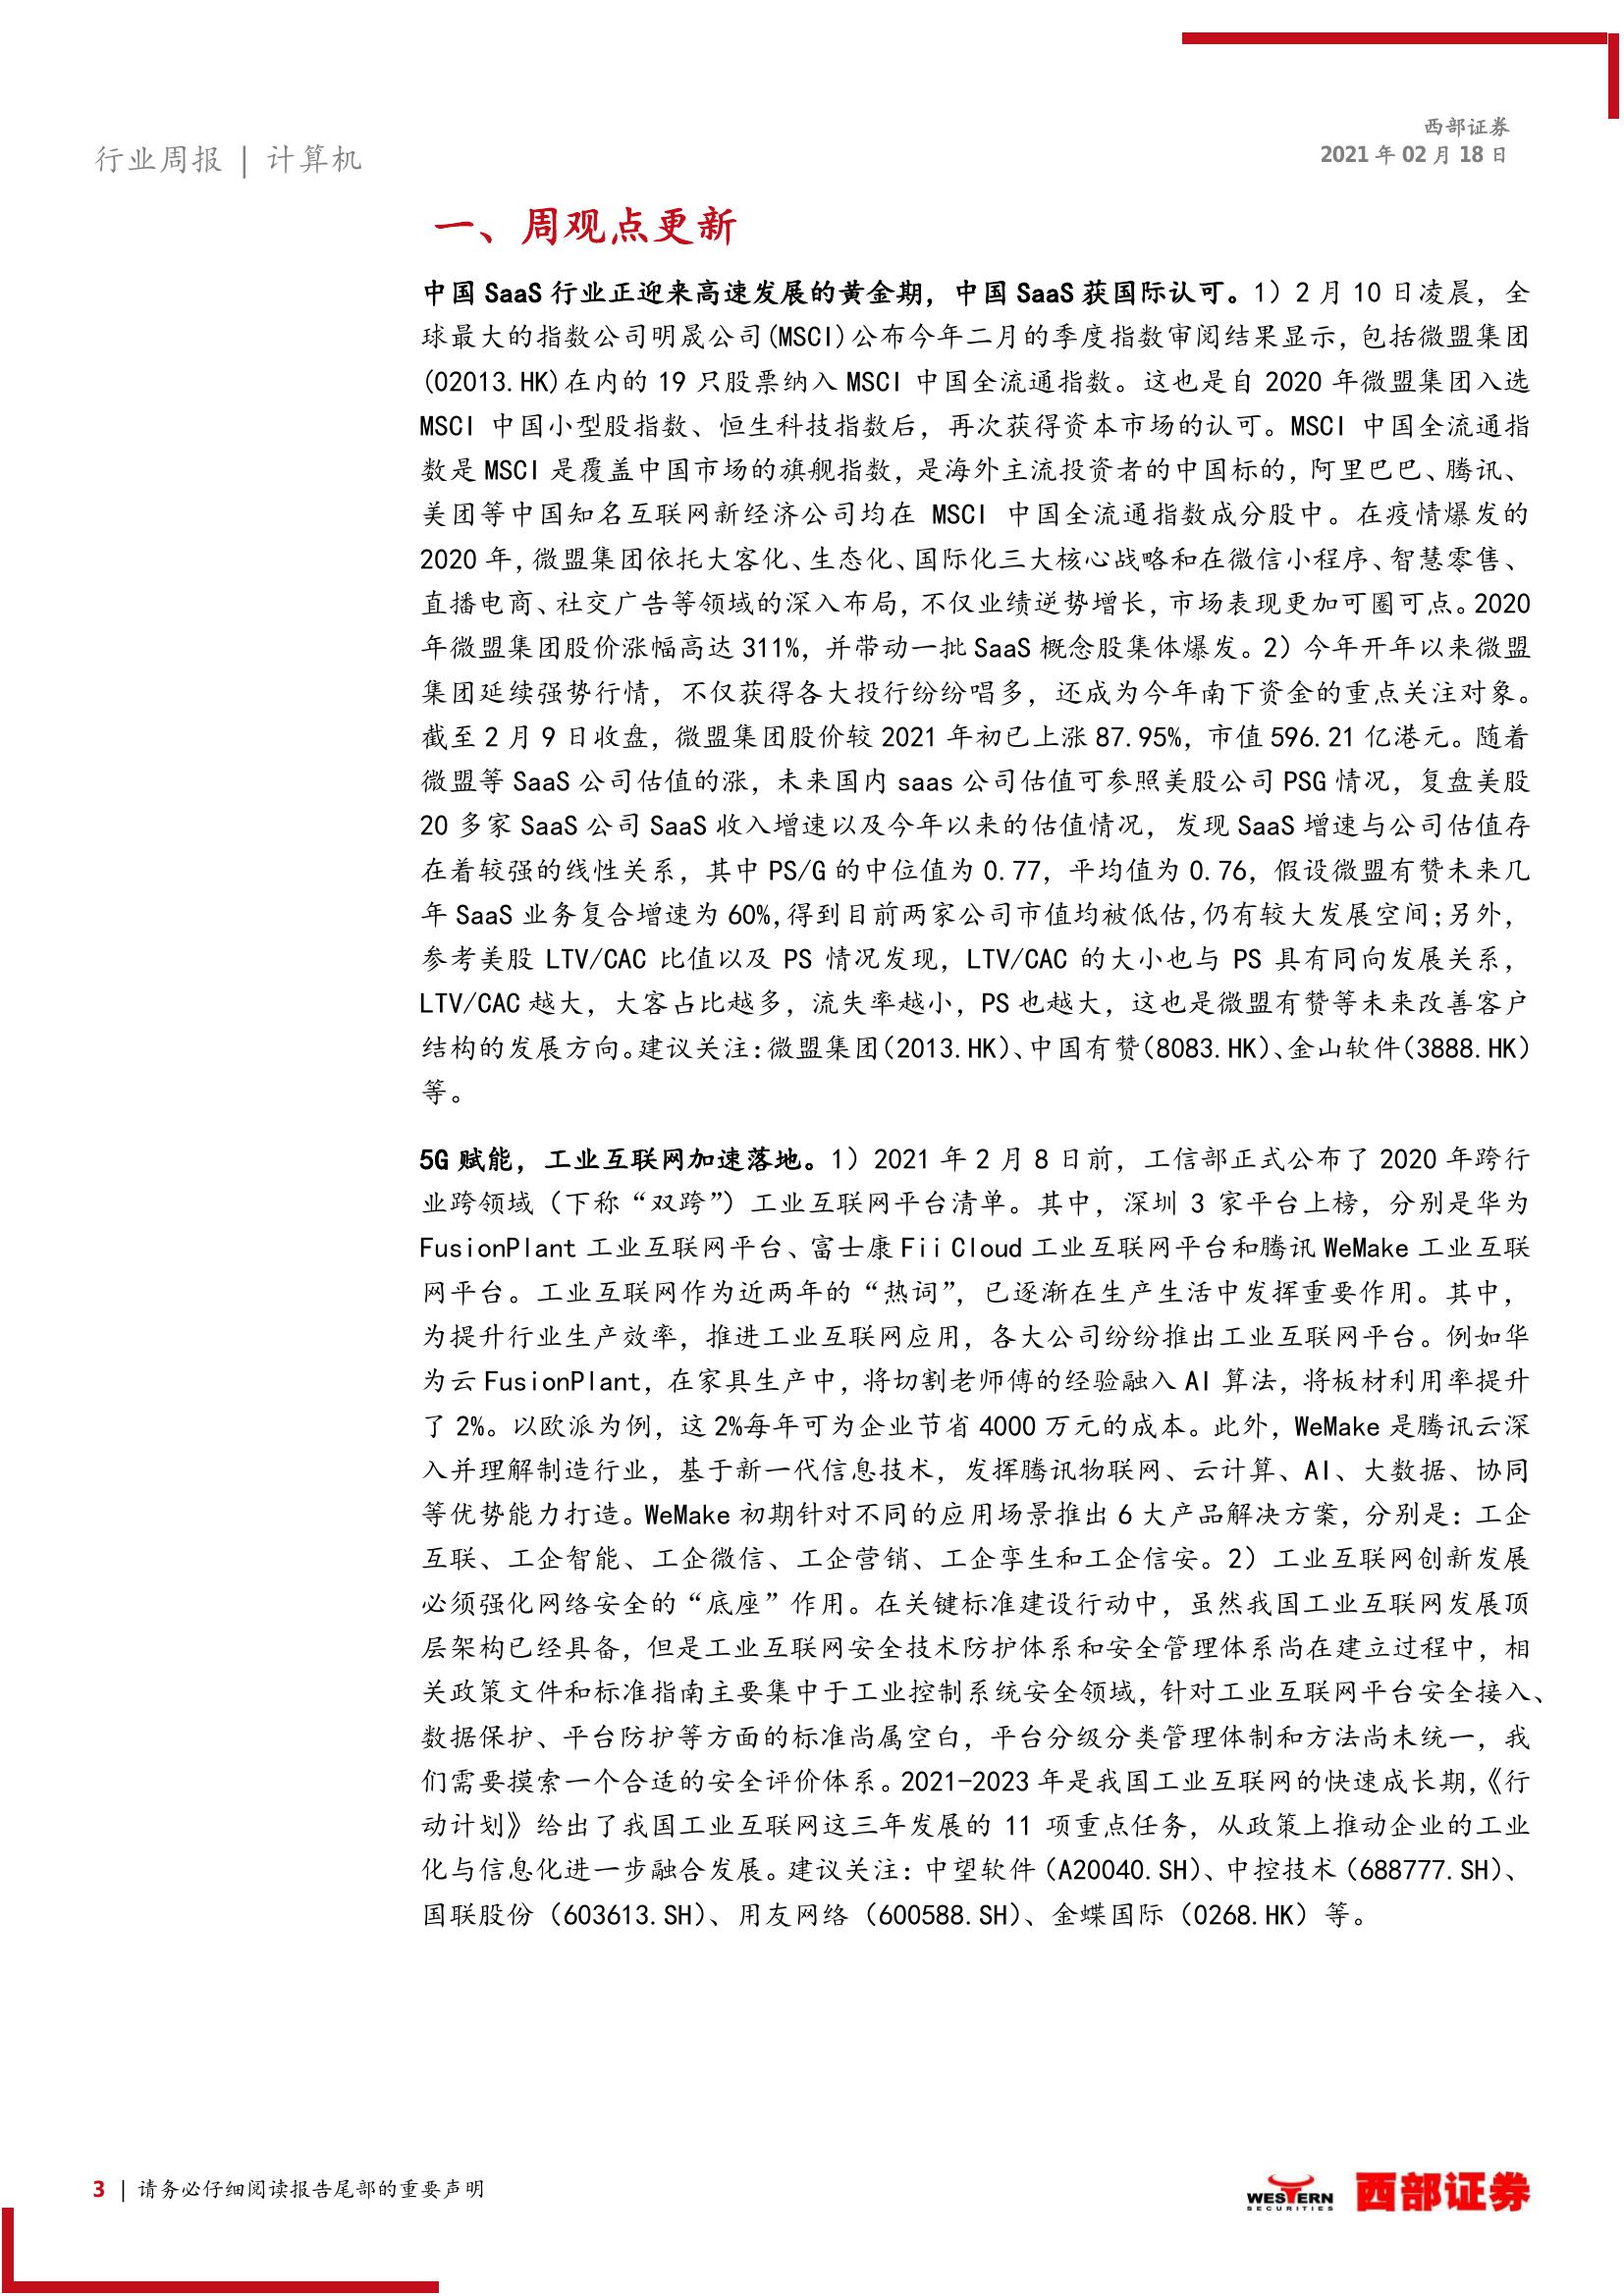 西部证券
2021 年 02 月 18 日
行业周报 | 计算机
一、周观点更新
中国 SaaS 行业正迎来高速发展的黄金期，中国 SaaS 获国际认可。1）2 月 10 日凌晨，全
球最大的指数公司明晟公司(MSCI)公布今年二月的季度指数审阅结果显示，包括微盟集团
(02013.HK)在内的 19 只股票纳入 MSCI 中国全流通指数。这也是自 2020 年微盟集团入选
MSCI 中国小型股指数、恒生科技指数后，再次获得资本市场的认可。MSCI 中国全流通指
数是 MSCI 是覆盖中国市场的旗舰指数，是海外主流投资者的中国标的，阿里巴巴、腾讯、
美团等中国知名互联网新经济公司均在 MSCI 中国全流通指数成分股中。在疫情爆发的
2020 年，微盟集团依托大客化、生态化、国际化三大核心战略和在微信小程序、智慧零售、
直播电商、社交广告等领域的深入布局，不仅业绩逆势增长，市场表现更加可圈可点。2020
年微盟集团股价涨幅高达 311%，并带动一批 SaaS 概念股集体爆发。2）今年开年以来微盟
集团延续强势行情，不仅获得各大投行纷纷唱多，还成为今年南下资金的重点关注对象。
截至 2 月 9 日收盘，微盟集团股价较 2021 年初已上涨 87.95%，市值 596.21 亿港元。随着
微盟等 SaaS 公司估值的涨，未来国内 saas 公司估值可参照美股公司 PSG 情况，复盘美股
20 多家 SaaS 公司 SaaS 收入增速以及今年以来的估值情况，发现 SaaS 增速与公司估值存
在着较强的线性关系，其中 PS/G 的中位值为 0.77，平均值为 0.76，假设微盟有赞未来几
年 SaaS 业务复合增速为 60%,得到目前两家公司市值均被低估,仍有较大发展空间;另外，
参考美股 LTV/CAC 比值以及 PS 情况发现，LTV/CAC 的大小也与 PS 具有同向发展关系，
LTV/CAC 越大，大客占比越多，流失率越小，PS 也越大，这也是微盟有赞等未来改善客户
结构的发展方向。建议关注:微盟集团(2013.HK)、中国有赞(8083.HK)、金山软件(3888.HK)
等。
5G 赋能，工业互联网加速落地。1）2021 年 2 月 8 日前，工信部正式公布了 2020 年跨行
业跨领域（下称“双跨”）工业互联网平台清单。其中，深圳 3 家平台上榜，分别是华为
FusionPlant 工业互联网平台、富士康 Fii Cloud 工业互联网平台和腾讯 WeMake 工业互联
网平台。工业互联网作为近两年的“热词”，已逐渐在生产生活中发挥重要作用。其中，
为提升行业生产效率，推进工业互联网应用，各大公司纷纷推出工业互联网平台。例如华
为云 FusionPlant，在家具生产中，将切割老师傅的经验融入 AI 算法，将板材利用率提升
了 2%。以欧派为例，这 2%每年可为企业节省 4000 万元的成本。此外，WeMake 是腾讯云深
入并理解制造行业，基于新一代信息技术，发挥腾讯物联网、云计算、AI、大数据、协同
等优势能力打造。WeMake 初期针对不同的应用场景推出 6 大产品解决方案，分别是：工企
互联、工企智能、工企微信、工企营销、工企孪生和工企信安。2）工业互联网创新发展
必须强化网络安全的“底座”作用。在关键标准建设行动中，虽然我国工业互联网发展顶
层架构已经具备，但是工业互联网安全技术防护体系和安全管理体系尚在建立过程中，相
关政策文件和标准指南主要集中于工业控制系统安全领域，针对工业互联网平台安全接入、
数据保护、平台防护等方面的标准尚属空白，平台分级分类管理体制和方法尚未统一，我
们需要摸索一个合适的安全评价体系。2021-2023 年是我国工业互联网的快速成长期，《行
动计划》给出了我国工业互联网这三年发展的 11 项重点任务，从政策上推动企业的工业
化与信息化进一步融合发展。建议关注：中望软件（A20040.SH）、中控技术（688777.SH）、
国联股份（603613.SH）、用友网络（600588.SH）、金蝶国际（0268.HK）等。
3 | 请务必仔细阅读报告尾部的重要声明
WESTERN
SECURITIES
西部证券